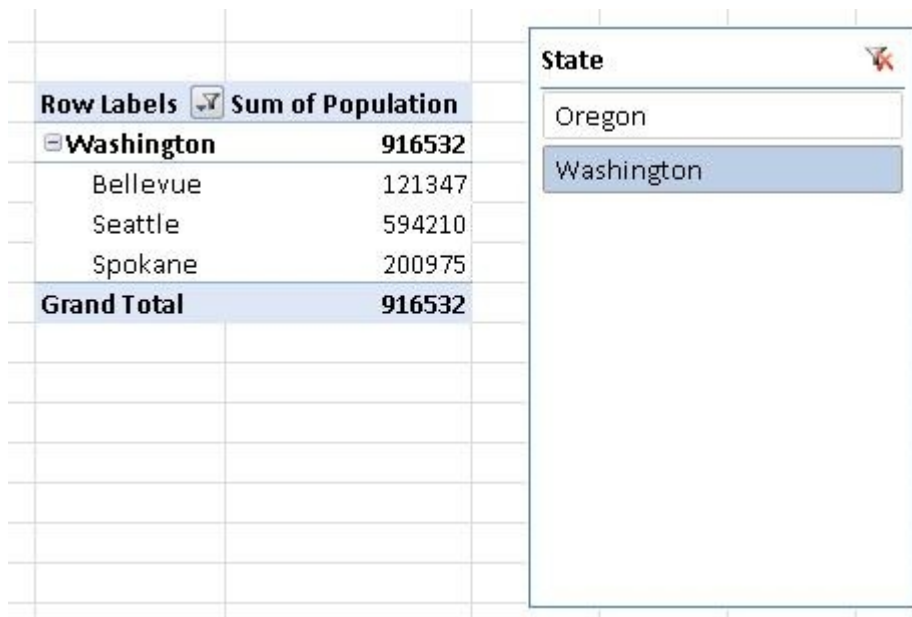 Row Labels Sum of Population
Washington 916532
Bellevue 121347
Seattle 594210
Spokane 200975
Grand Total 916532
State
Oregon
Washington